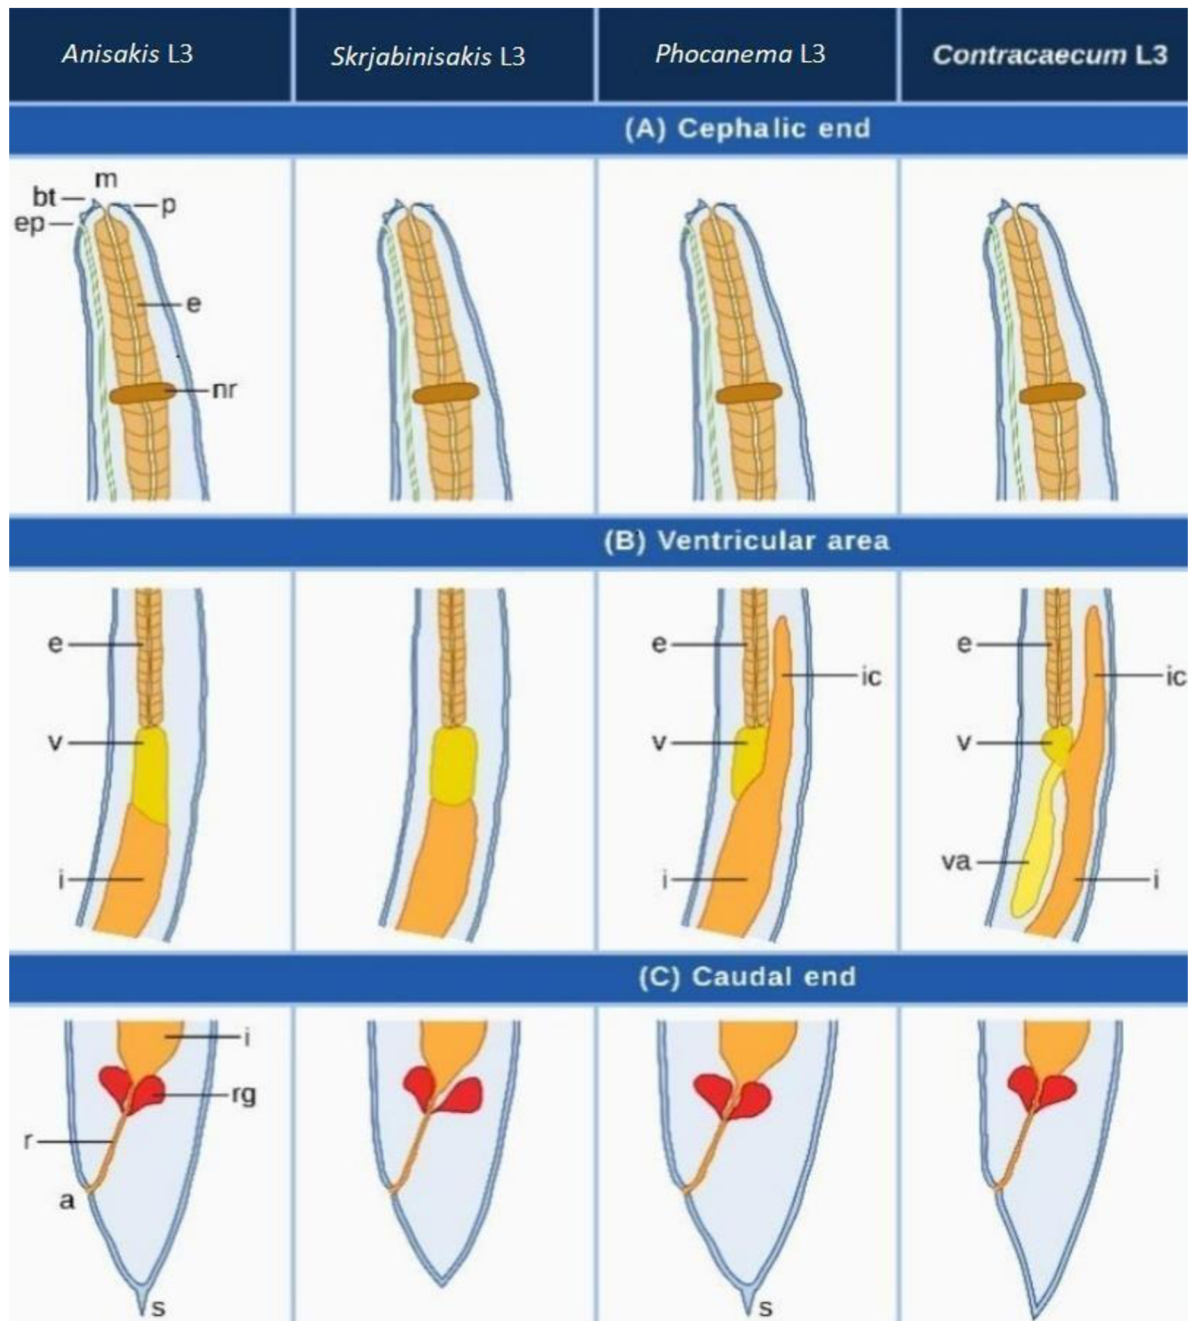 Anisakis L3
Skrjabinisakis L3
Phocanema L3
Contracaecum L3
(A) Cephalic end
m
bt
p
ep
e
nr
(B) Ventricular area
e
e
e
ic
ic
v
v
v
va
i
i
i
(C) Caudal end
i
rg
r
a
s
s